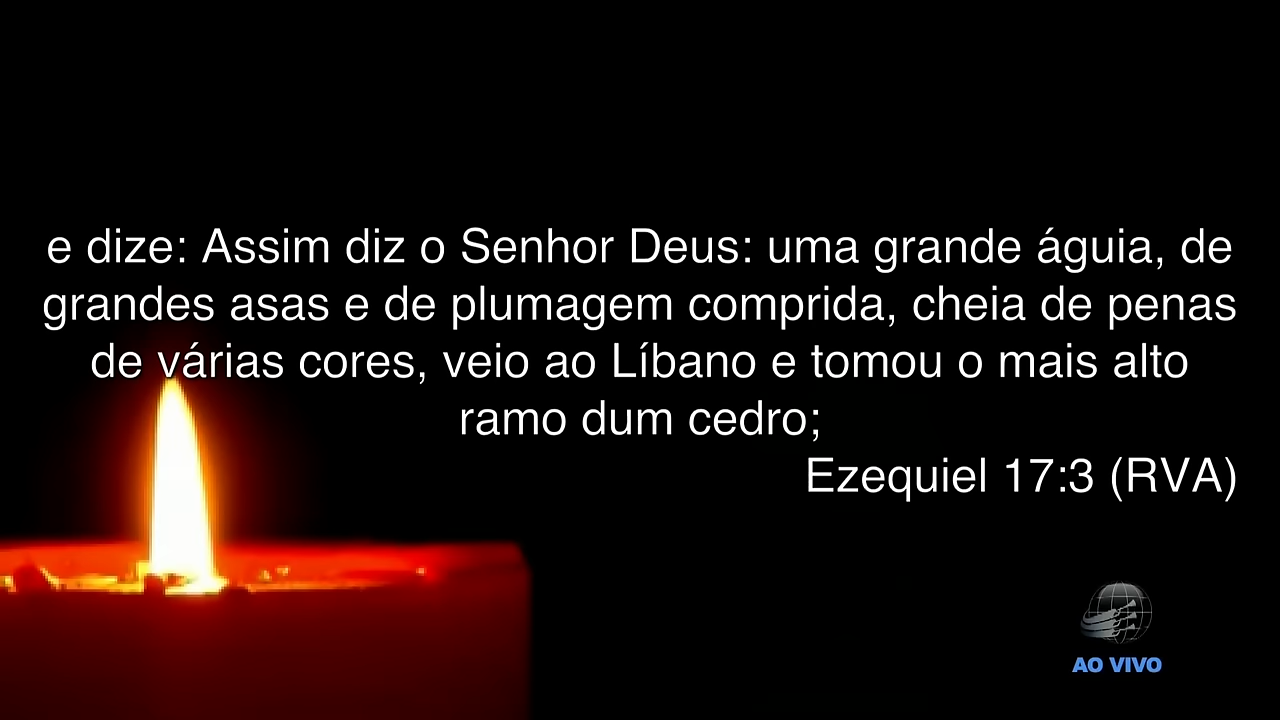 e dize: Assim diz o Senhor Deus: uma grande águia, de
grandes asas e de plumagem comprida, cheia de penas
de várias cores, veio ao Líbano e tomou o mais alto
ramo dum cedro;
Ezequiel 17:3 (RVA)
AO VIVO